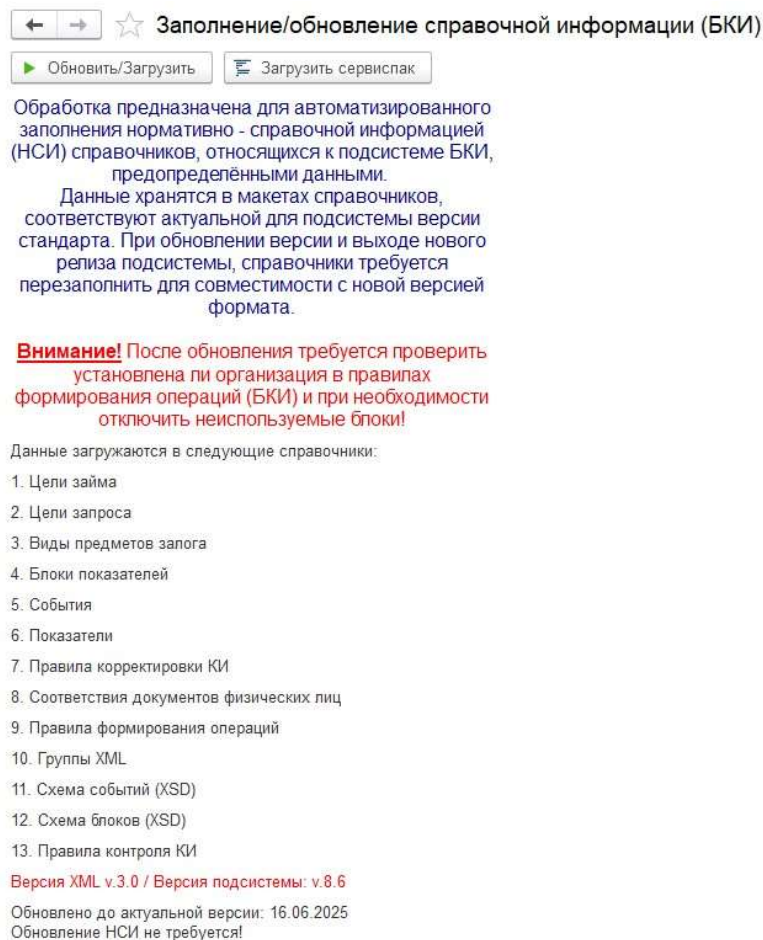 Заполнение/обновление справочной информации (БКИ)
Обновить/Загрузить
Загрузить сервиспак
Обработка предназначена для автоматизированного
заполнения нормативно - справочной информацией
(НСИ) справочников, относящихся к подсистеме БКИ,
предопределёнными данными.
Данные хранятся в макетах справочников,
соответствуют актуальной для подсистемы версии
стандарта. При обновлении версии и выходе нового
релиза подсистемы, справочники требуется
перезаполнить для совместимости с новой версией
формата.
Внимание! После обновления требуется проверить
установлена ли организация в правилах
формирования операций (БКИ) и при необходимости
отключить неиспользуемые блоки!
Данные загружаются в следующие справочники:
1. Цели займа
2. Цели запроса
3. Виды предметов залога
4. Блоки показателей
5. События
6. Показатели
7. Правила корректировки КИ
8. Соответствия документов физических лиц
9. Правила формирования операций
10. Группы XML
11. Схема событий (XSD)
12. Схема блоков (XSD)
13. Правила контроля КИ
Версия XML v.3.0 / Версия подсистемы: v.8.6
Обновлено до актуальной версии: 16.06.2025
Обновление НСИ не требуется!